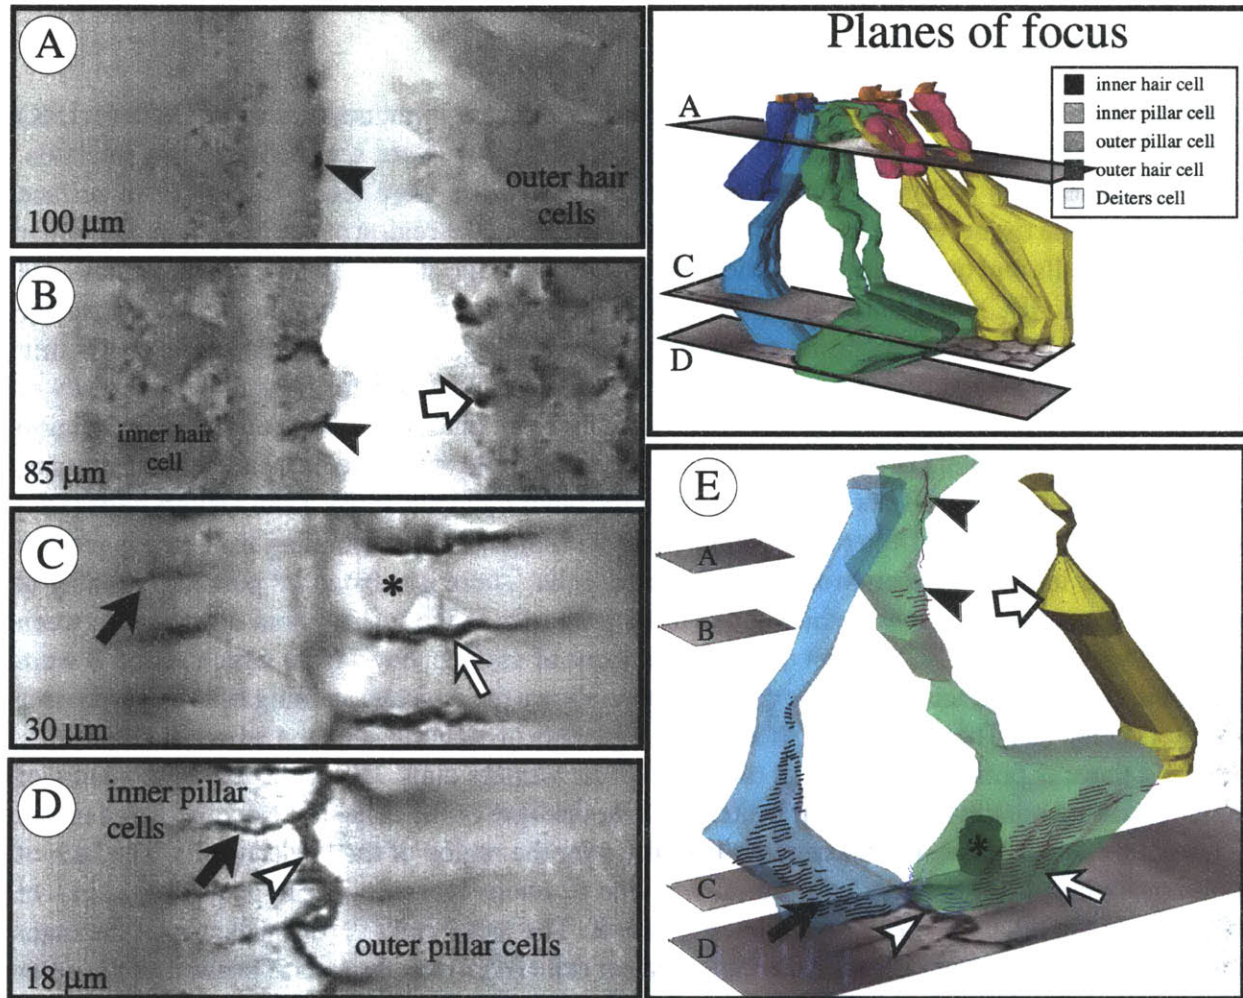 A
outer hair
cells
100 μm
B
inner hair
cell
85 μm
C
*
30 μm
D
inner pillar
cells
outer pillar cells
18 μm
Planes of focus
A
C
D
inner hair cell
inner pillar cell
outer pillar cell
outer hair cell
Deiters cell
E
A
B
C
D
*